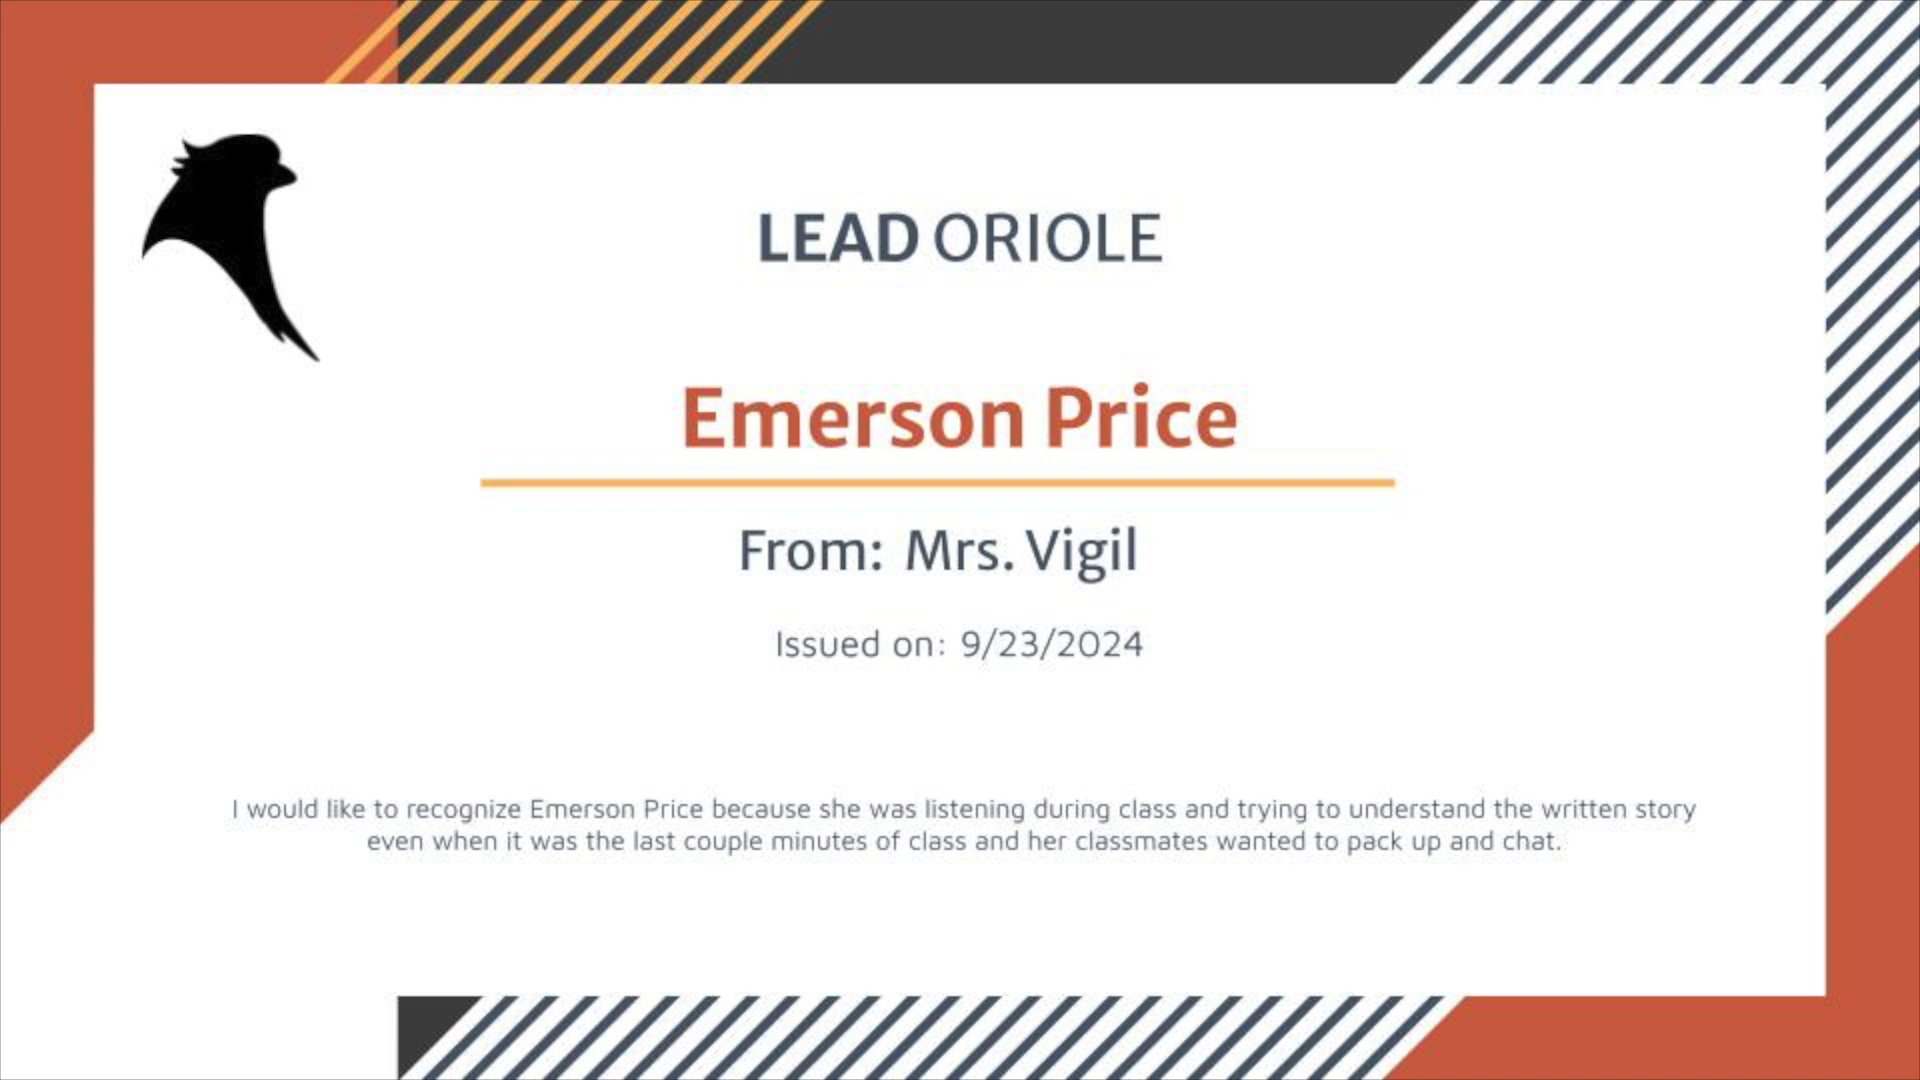 LEAD ORIOLE
Emerson Price
From: Mrs. Vigil
Issued on: 9/23/2024
I would like to recognize Emerson Price because she was listening during class and trying to understand the written story
even when it was the last couple minutes of class and her classmates wanted to pack up and chat.